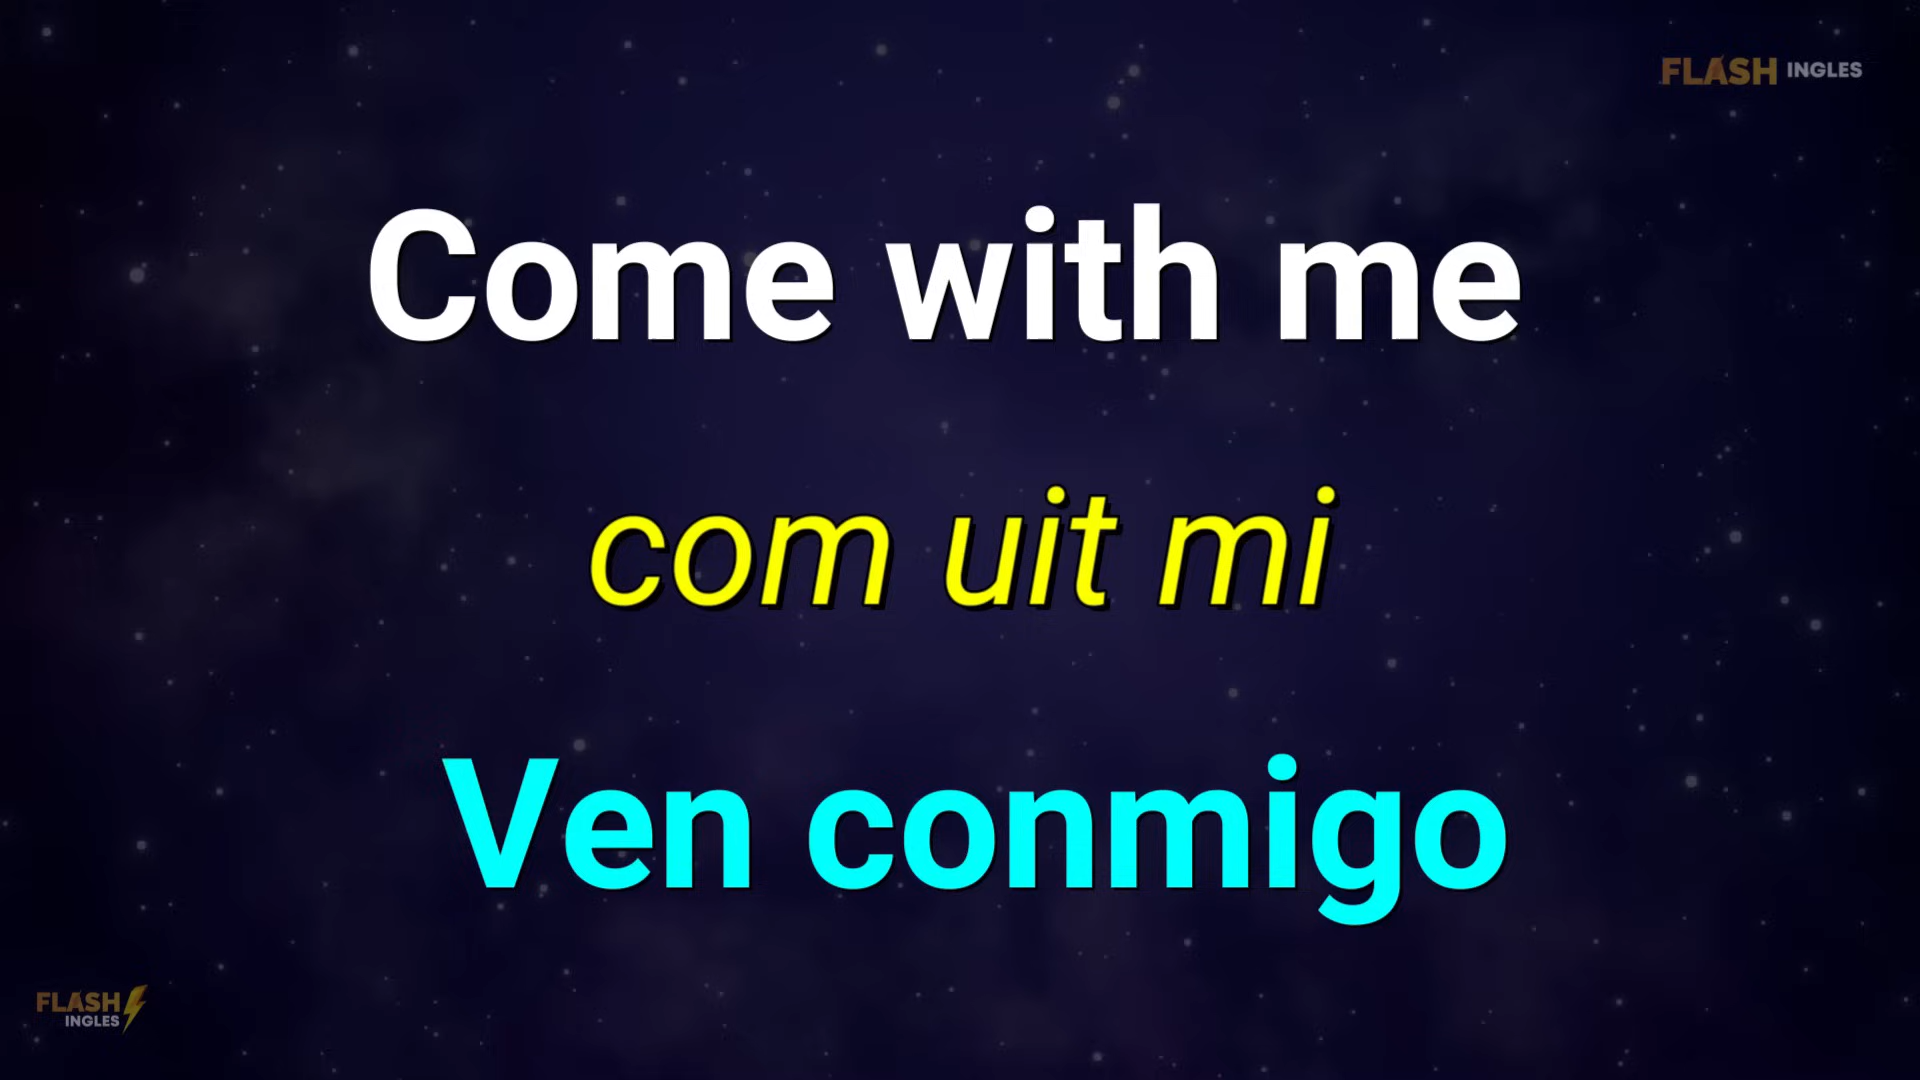 FLASH INGLES
Come with me
com uit mi
Ven conmigo
FLASH
INGLES